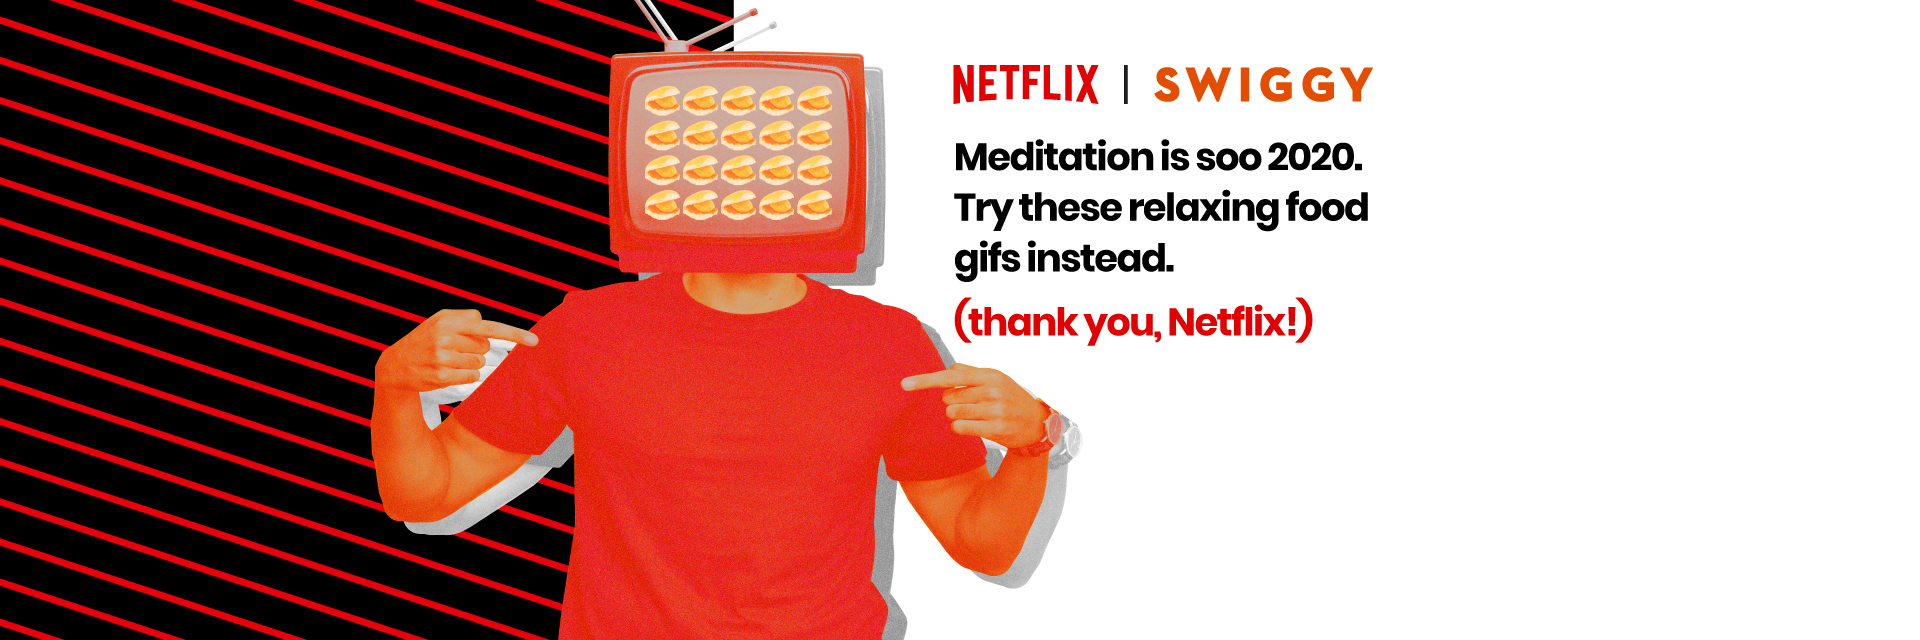 NETFLIX | SWIGGY
Meditation is soo 2020.
Try these relaxing food
gifs instead.
(thank you, Netflix!)